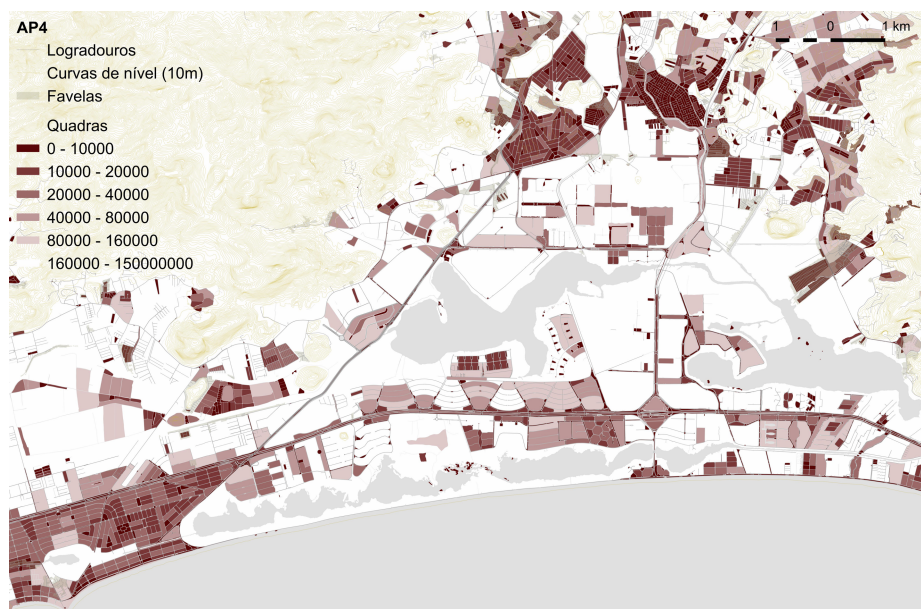 AP4
Logradouros
Curvas de nível (10m)
Favelas
Quadras
0 - 10000
10000 - 20000
20000 - 40000
40000 - 80000
80000 - 160000
160000 - 150000000
1 0 1 km